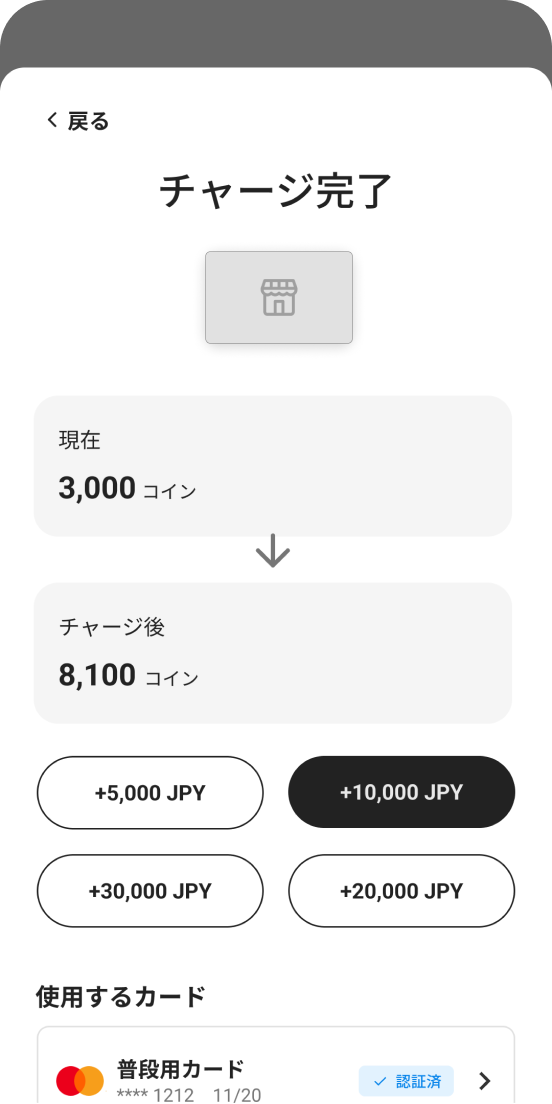 戻る
チャージ完了
現在
3,000 コイン
チャージ後
8,100 コイン
+5,000 JPY
+10,000 JPY
+30,000 JPY
+20,000 JPY
使用するカード
普段用カード
**** 1212 11/20
認証済